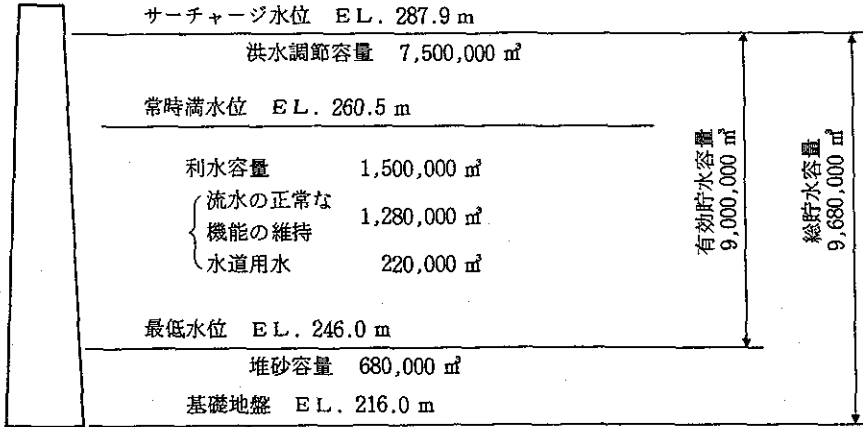 サーチャージ水位 EL. 287.9 m
洪水調節容量 7,500,000 ㎥
常時満水位 EL. 260.5 m
利水容量 1,500,000 ㎥
流水の正常な
機能の維持 1,280,000 ㎥
水道用水 220,000 ㎥
最低水位 EL. 246.0 m
堆砂容量 680,000 ㎥
基礎地盤 EL. 216.0 m
有効貯水容量
9,000,000 ㎥
総貯水容量
9,680,000 ㎥